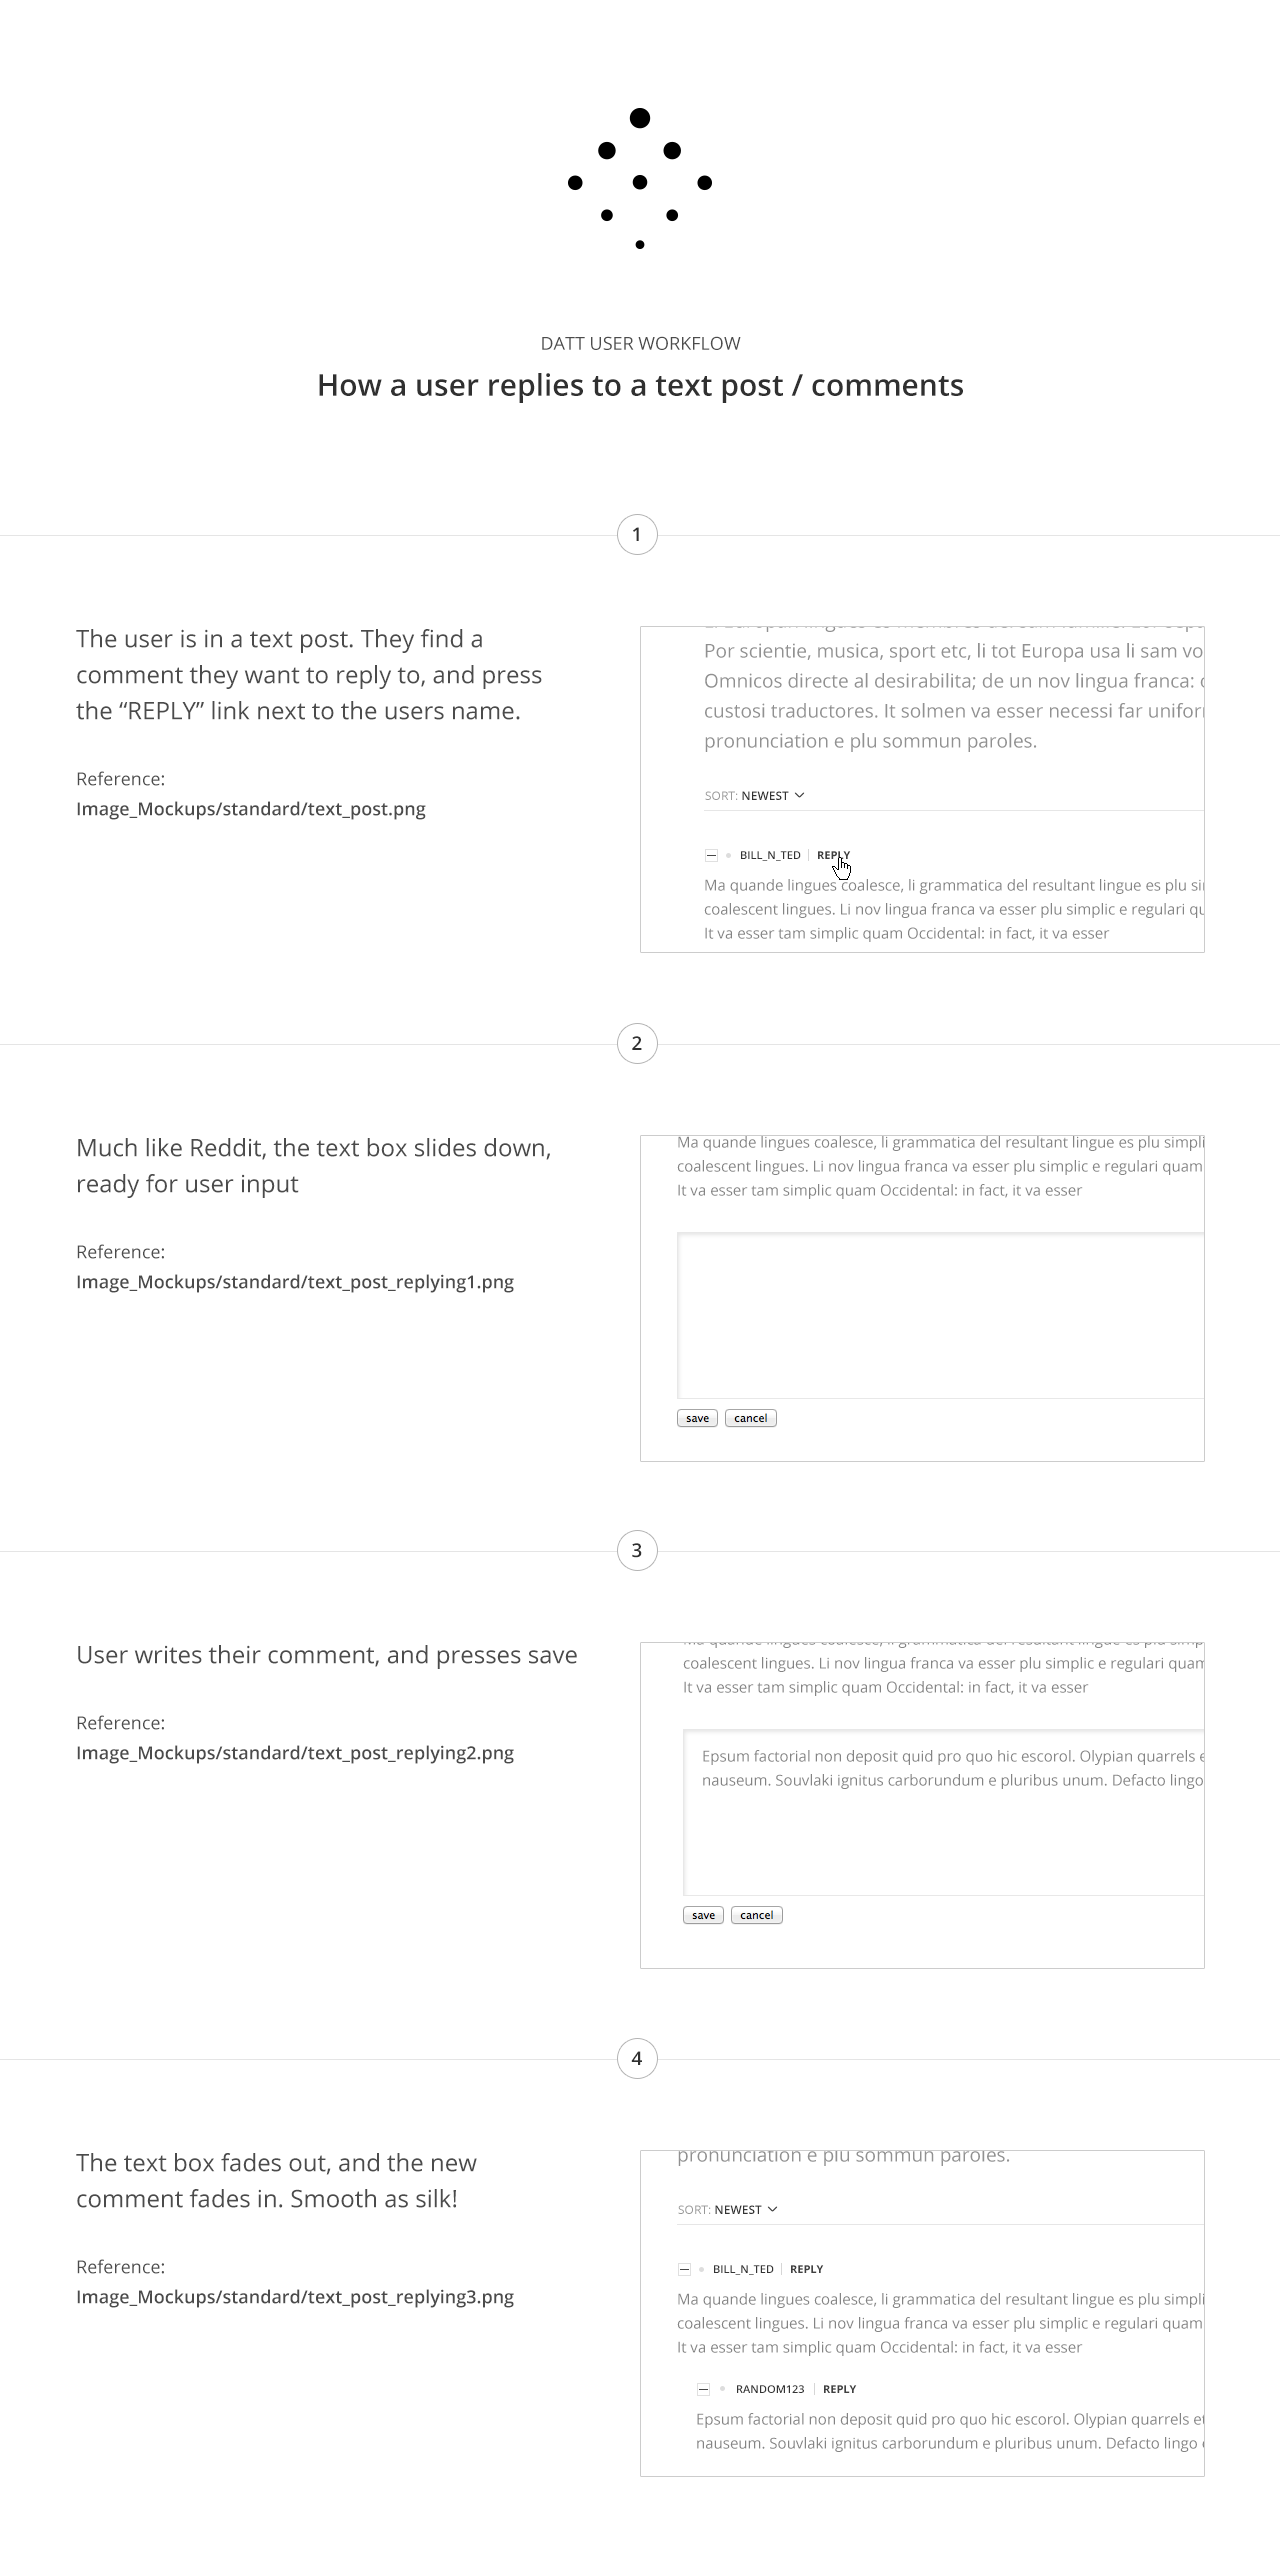 DATT USER WORKFLOW
How a user replies to a text post / comments
1
The user is in a text post. They find a
comment they want to reply to, and press
the “REPLY” link next to the users name.
Reference:
Image_Mockups/standard/text_post.png
Por scientie, musica, sport etc, li tot Europa usa li sam vo
Omnicos directe al desirabilita; de un nov lingua franca:
custosi traductores. It solmen va esser necessi far unifor
pronunciation e plu sommun paroles.
SORT: NEWEST
BILL_N_TED | REPLY
Ma quande lingues coalesce, li grammatica del resultant lingue es plu si
coalescent lingues. Li nov lingua franca va esser plu simplic e regulari qu
It va esser tam simplic quam Occidental: in fact, it va esser
2
Much like Reddit, the text box slides down,
ready for user input
Reference:
Image_Mockups/standard/text_post_replying1.png
Ma quande lingues coalesce, li grammatica del resultant lingue es plu simpli
coalescent lingues. Li nov lingua franca va esser plu simplic e regulari quam
It va esser tam simplic quam Occidental: in fact, it va esser
save cancel
3
User writes their comment, and presses save
Reference:
Image_Mockups/standard/text_post_replying2.png
Ma quande lingues coalesce, li grammatica del resultant lingue es plu simp
coalescent lingues. Li nov lingua franca va esser plu simplic e regulari quam
It va esser tam simplic quam Occidental: in fact, it va esser
Epsum factorial non deposit quid pro quo hic escorol. Olypian quarrels e
nauseum. Souvlaki ignitus carborundum e pluribus unum. Defacto lingo
save cancel
4
The text box fades out, and the new
comment fades in. Smooth as silk!
Reference:
Image_Mockups/standard/text_post_replying3.png
pronunciation e plu sommun paroles.
SORT: NEWEST
BILL_N_TED | REPLY
Ma quande lingues coalesce, li grammatica del resultant lingue es plu simpli
coalescent lingues. Li nov lingua franca va esser plu simplic e regulari quam
It va esser tam simplic quam Occidental: in fact, it va esser
RANDOM123 | REPLY
Epsum factorial non deposit quid pro quo hic escorol. Olypian quarrels et
nauseum. Souvlaki ignitus carborundum e pluribus unum. Defacto lingo